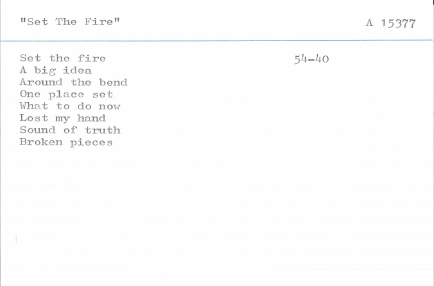 "Set The Fire" A 15377
Set the fire 54-40
A big idea
Around the bend
One place set
What to do now
Lost my hand
Sound of truth
Broken pieces